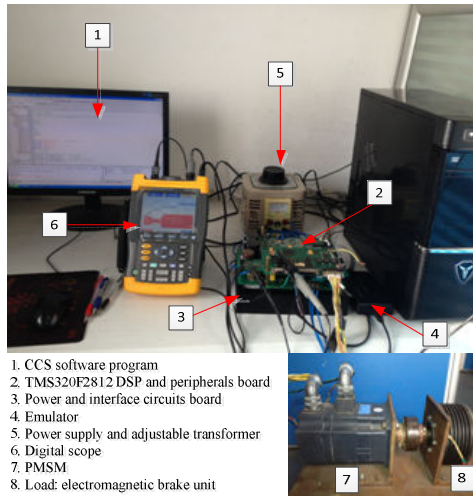 1
5
2
6
3
4
1. CCS software program
2. TMS320F2812 DSP and peripherals board
3. Power and interface circuits board
4. Emulator
5. Power supply and adjustable transformer
6. Digital scope
7. PMSM
8. Load: electromagnetic brake unit
7
8